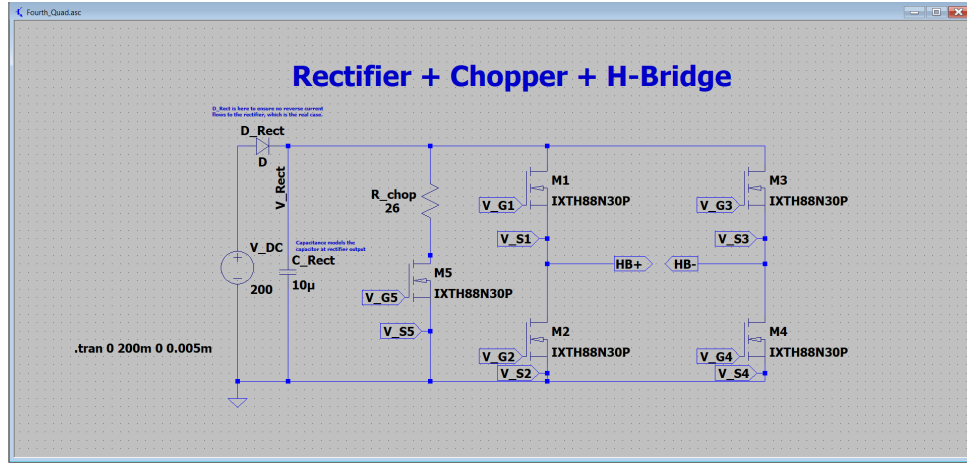 Fourth_Quad.asc
Rectifier + Chopper + H-Bridge
D_Rect is here to ensure no reverse current
flows to the rectifier, which is the real case.
D_Rect
D
V_Rect
R_chop
26
M1
IXTH88N30P
V_G1
V_S1
M3
IXTH88N30P
V_G3
V_S3
V_DC
200
Capacitance models the
capacitor at rectifier output
C_Rect
10µ
M5
IXTH88N30P
V_G5
V_S5
HB+
HB-
M2
IXTH88N30P
V_G2
V_S2
M4
IXTH88N30P
V_G4
V_S4
.tran 0 200m 0 0.005m